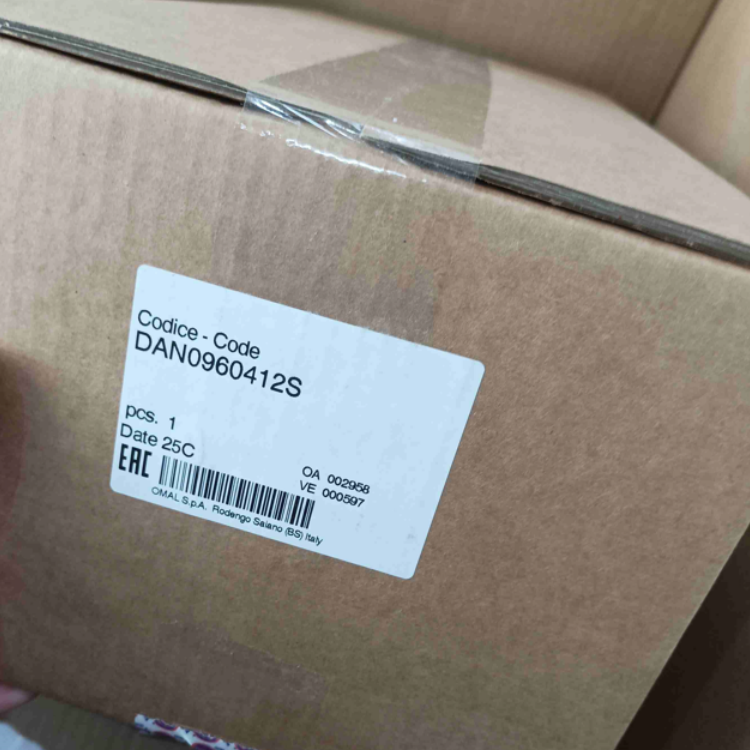 Codice - Code
DAN0960412S
pcs. 1
Date 25C
EAC
OA 002958
VE 000597
OMAL S.p.A. Rodengo Saiano (BS) Italy